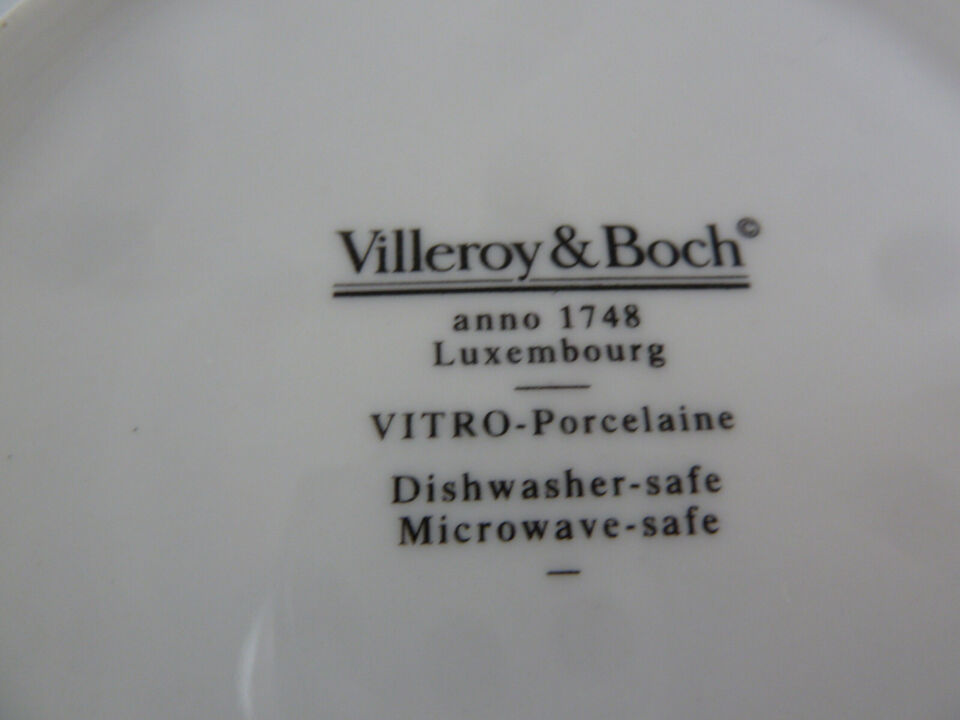 Villeroy & Boch©
anno 1748
Luxembourg
VITRO-Porcelaine
Dishwasher-safe
Microwave-safe